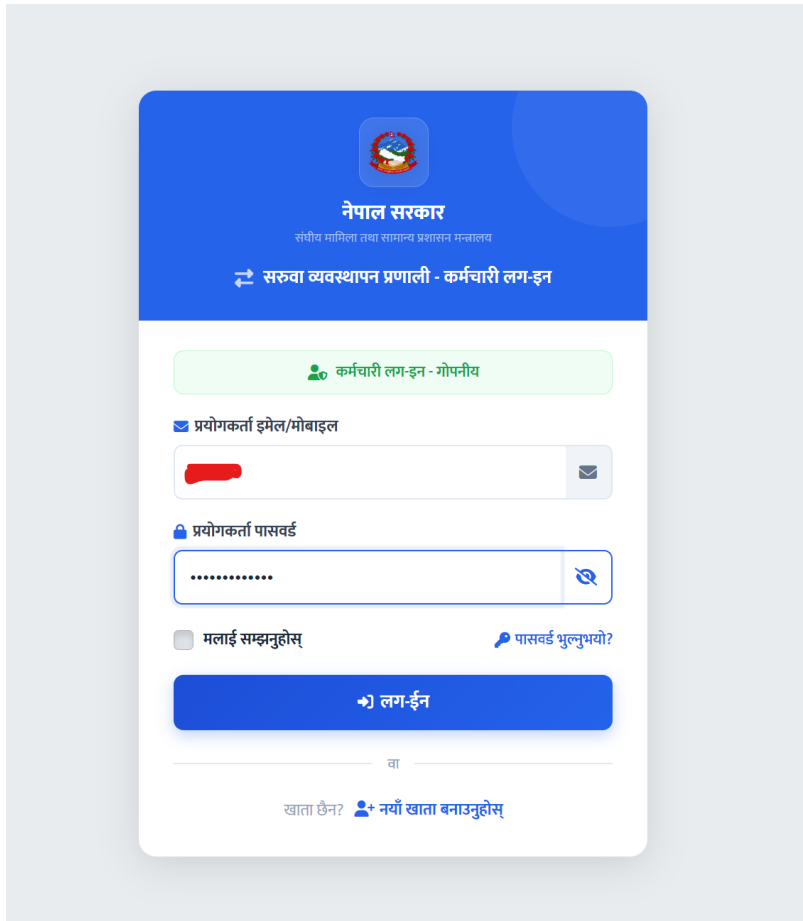 नेपाल सरकार
संघीय मामिला तथा सामान्य प्रशासन मन्त्रालय
सरुवा व्यवस्थापन प्रणाली - कर्मचारी लग-इन
कर्मचारी लग-इन - गोपनीय
प्रयोगकर्ता इमेल/मोबाइल
प्रयोगकर्ता पासवर्ड
•••••••••••••
मलाई सम्झनुहोस्
पासवर्ड भुल्नुभयो?
लग-ईन
वा
खाता छैन? नयाँ खाता बनाउनुहोस्